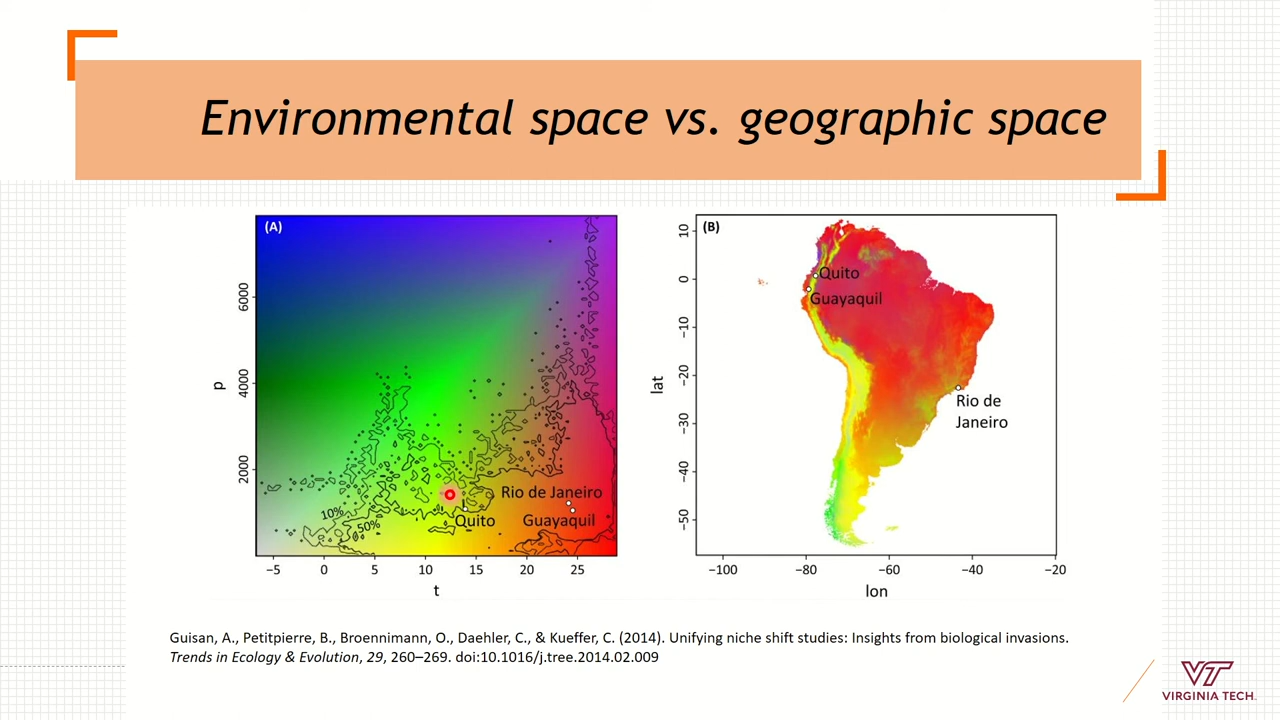 Environmental space vs. geographic space
(A)
p
6000
4000
2000
10%
50%
Rio de Janeiro
Quito
Guayaquil
−5 0 5 10 15 20 25
t
(B)
lat
10
0
−10
−20
−30
−40
−50
Quito
Guayaquil
Rio de
Janeiro
−100 −80 −60 −40 −20
lon
Guisan, A., Petitpierre, B., Broennimann, O., Daehler, C., & Kueffer, C. (2014). Unifying niche shift studies: Insights from biological invasions.
Trends in Ecology & Evolution, 29, 260–269. doi:10.1016/j.tree.2014.02.009
VT
VIRGINIA TECH.